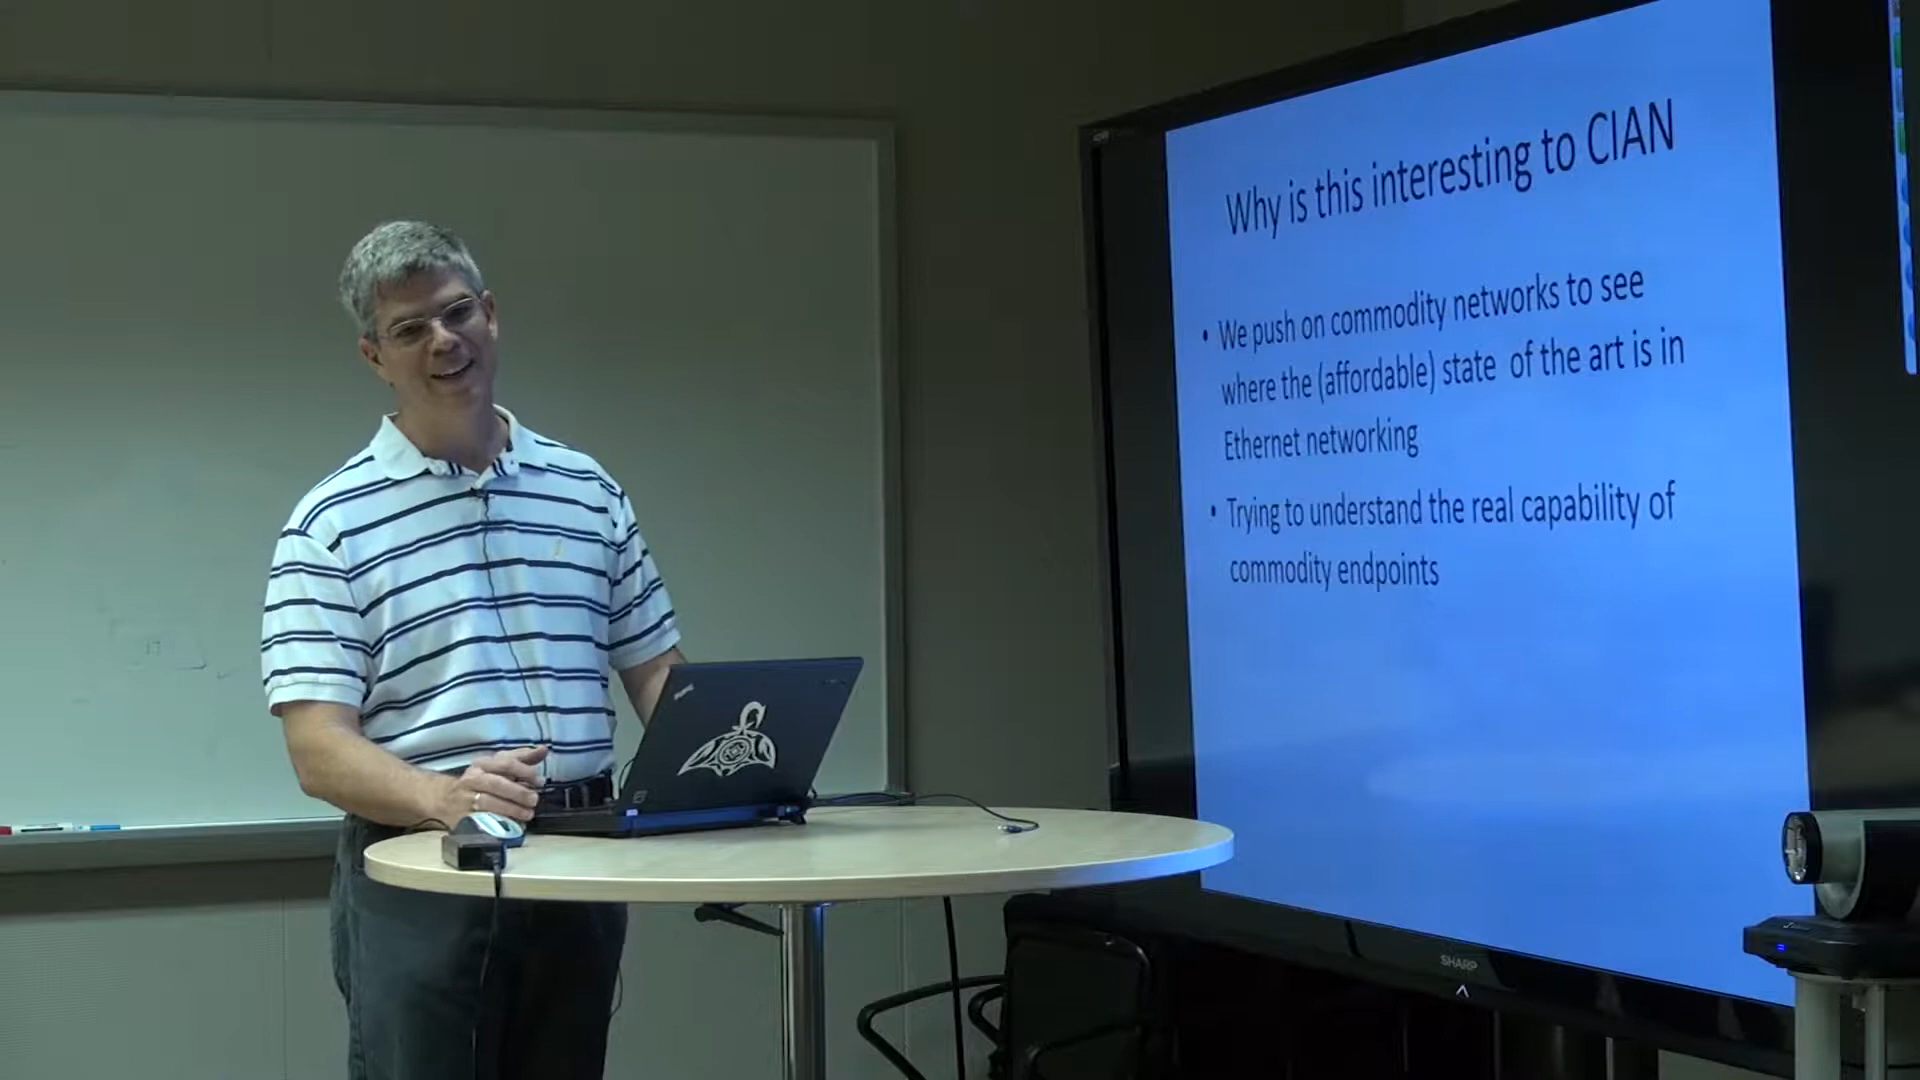 Why is this interesting to CIAN
• We push on commodity networks to see
where the (affordable) state of the art is in
Ethernet networking
• Trying to understand the real capability of
commodity endpoints
SHARP